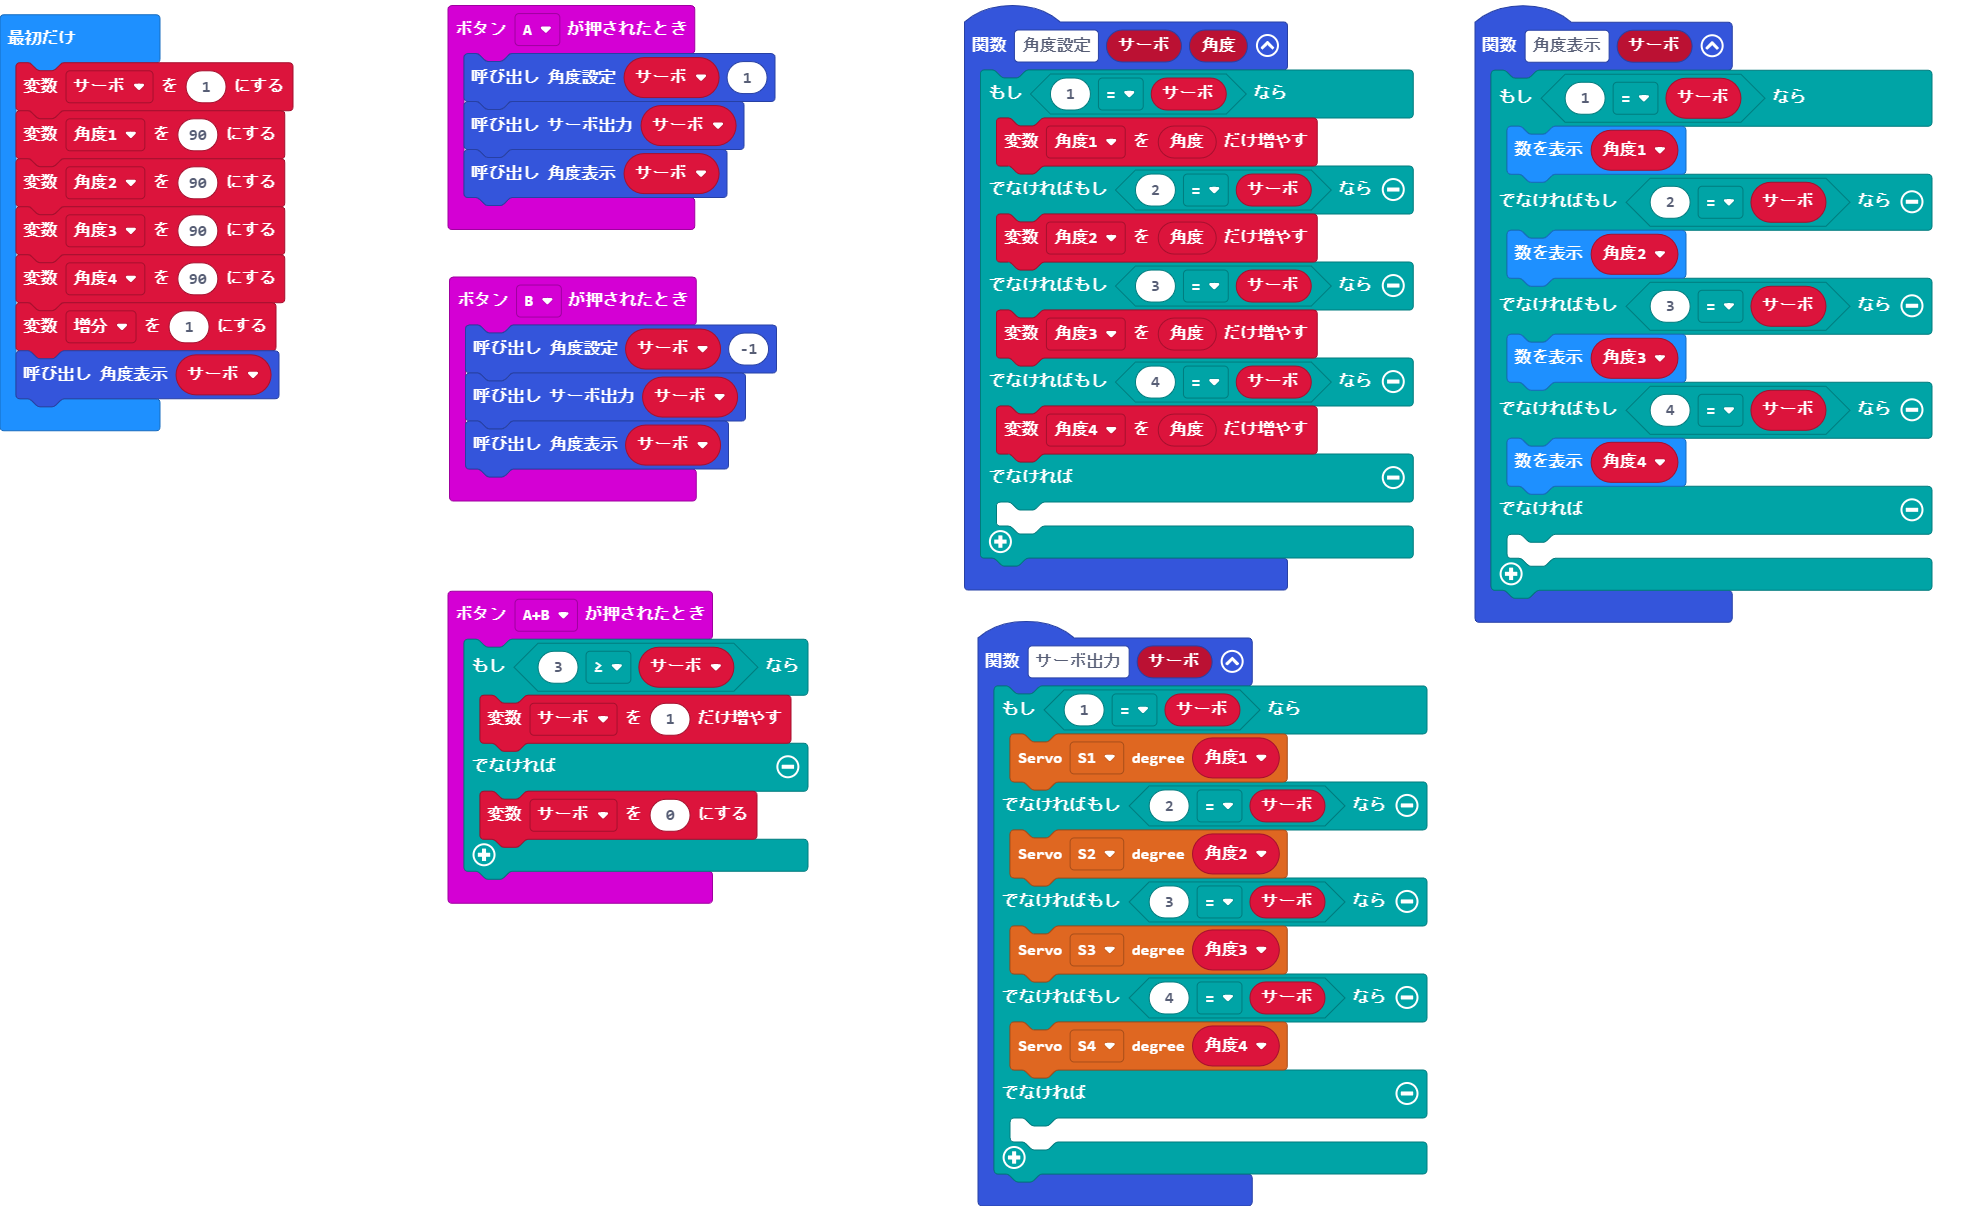 最初だけ
変数 サーボ を 1 にする
変数 角度1 を 90 にする
変数 角度2 を 90 にする
変数 角度3 を 90 にする
変数 角度4 を 90 にする
変数 増分 を 1 にする
呼び出し 角度表示 サーボ
ボタン A が押されたとき
呼び出し 角度設定 サーボ 1
呼び出し サーボ出力 サーボ
呼び出し 角度表示 サーボ
ボタン B が押されたとき
呼び出し 角度設定 サーボ -1
呼び出し サーボ出力 サーボ
呼び出し 角度表示 サーボ
ボタン A+B が押されたとき
もし 3 ≥ サーボ なら
変数 サーボ を 1 だけ増やす
でなければ
変数 サーボ を 0 にする
関数 角度設定 サーボ 角度
もし 1 = サーボ なら
変数 角度1 を 角度 だけ増やす
でなければもし 2 = サーボ なら
変数 角度2 を 角度 だけ増やす
でなければもし 3 = サーボ なら
変数 角度3 を 角度 だけ増やす
でなければもし 4 = サーボ なら
変数 角度4 を 角度 だけ増やす
でなければ
関数 サーボ出力 サーボ
もし 1 = サーボ なら
Servo S1 degree 角度1
でなければもし 2 = サーボ なら
Servo S2 degree 角度2
でなければもし 3 = サーボ なら
Servo S3 degree 角度3
でなければもし 4 = サーボ なら
Servo S4 degree 角度4
でなければ
関数 角度表示 サーボ
もし 1 = サーボ なら
数を表示 角度1
でなければもし 2 = サーボ なら
数を表示 角度2
でなければもし 3 = サーボ なら
数を表示 角度3
でなければもし 4 = サーボ なら
数を表示 角度4
でなければ